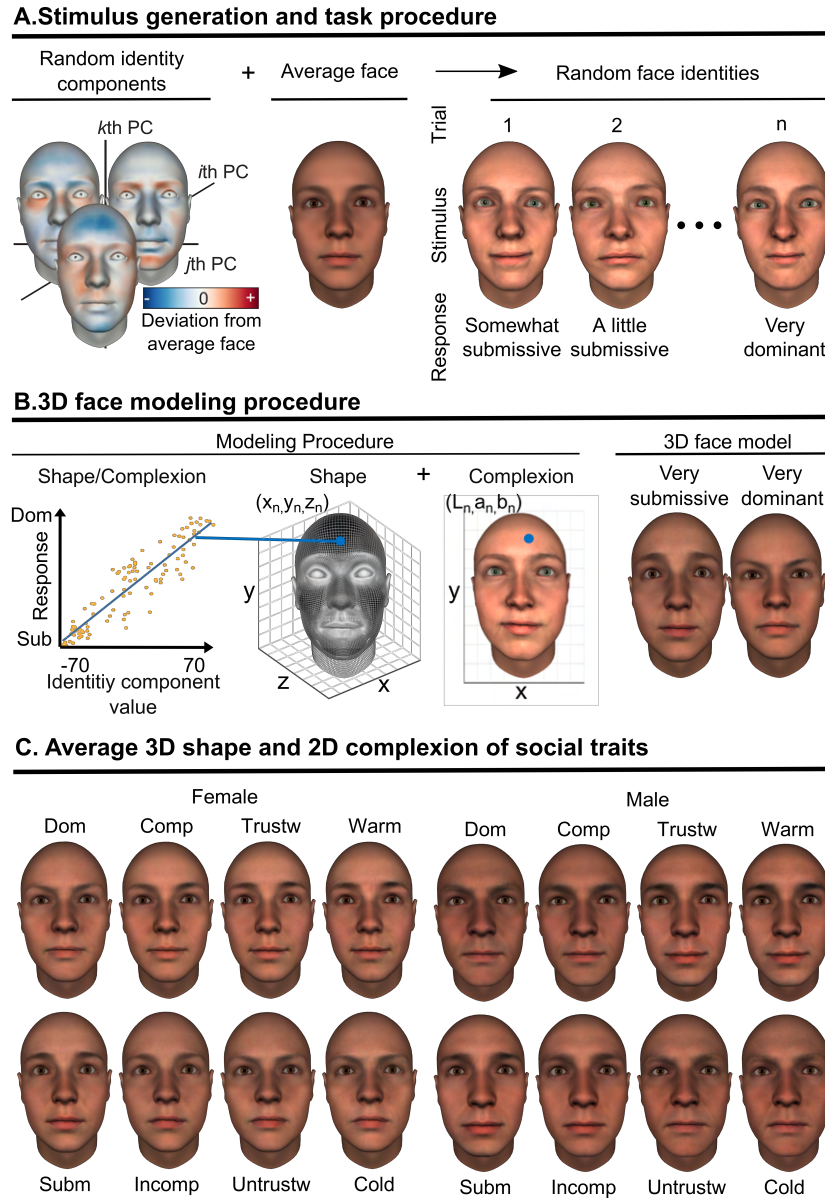 A.Stimulus generation and task procedure
Random identity
components
+
Average face
Random face identities
kth PC
ith PC
jth PC
- 0 +
Deviation from
average face
Trial
1 2 n
Stimulus
Response
Somewhat
submissive
A little
submissive
Very
dominant
B.3D face modeling procedure
Modeling Procedure
3D face model
Shape/Complexion
Shape
+
Complexion
Very
submissive
Very
dominant
(xn,yn,zn)
(Ln,an,bn)
Dom
Response
Sub
-70 70
Identitiy component
value
y
z
x
y
x
C. Average 3D shape and 2D complexion of social traits
Female
Male
Dom Comp Trustw Warm
Dom Comp Trustw Warm
Subm Incomp Untrustw Cold
Subm Incomp Untrustw Cold